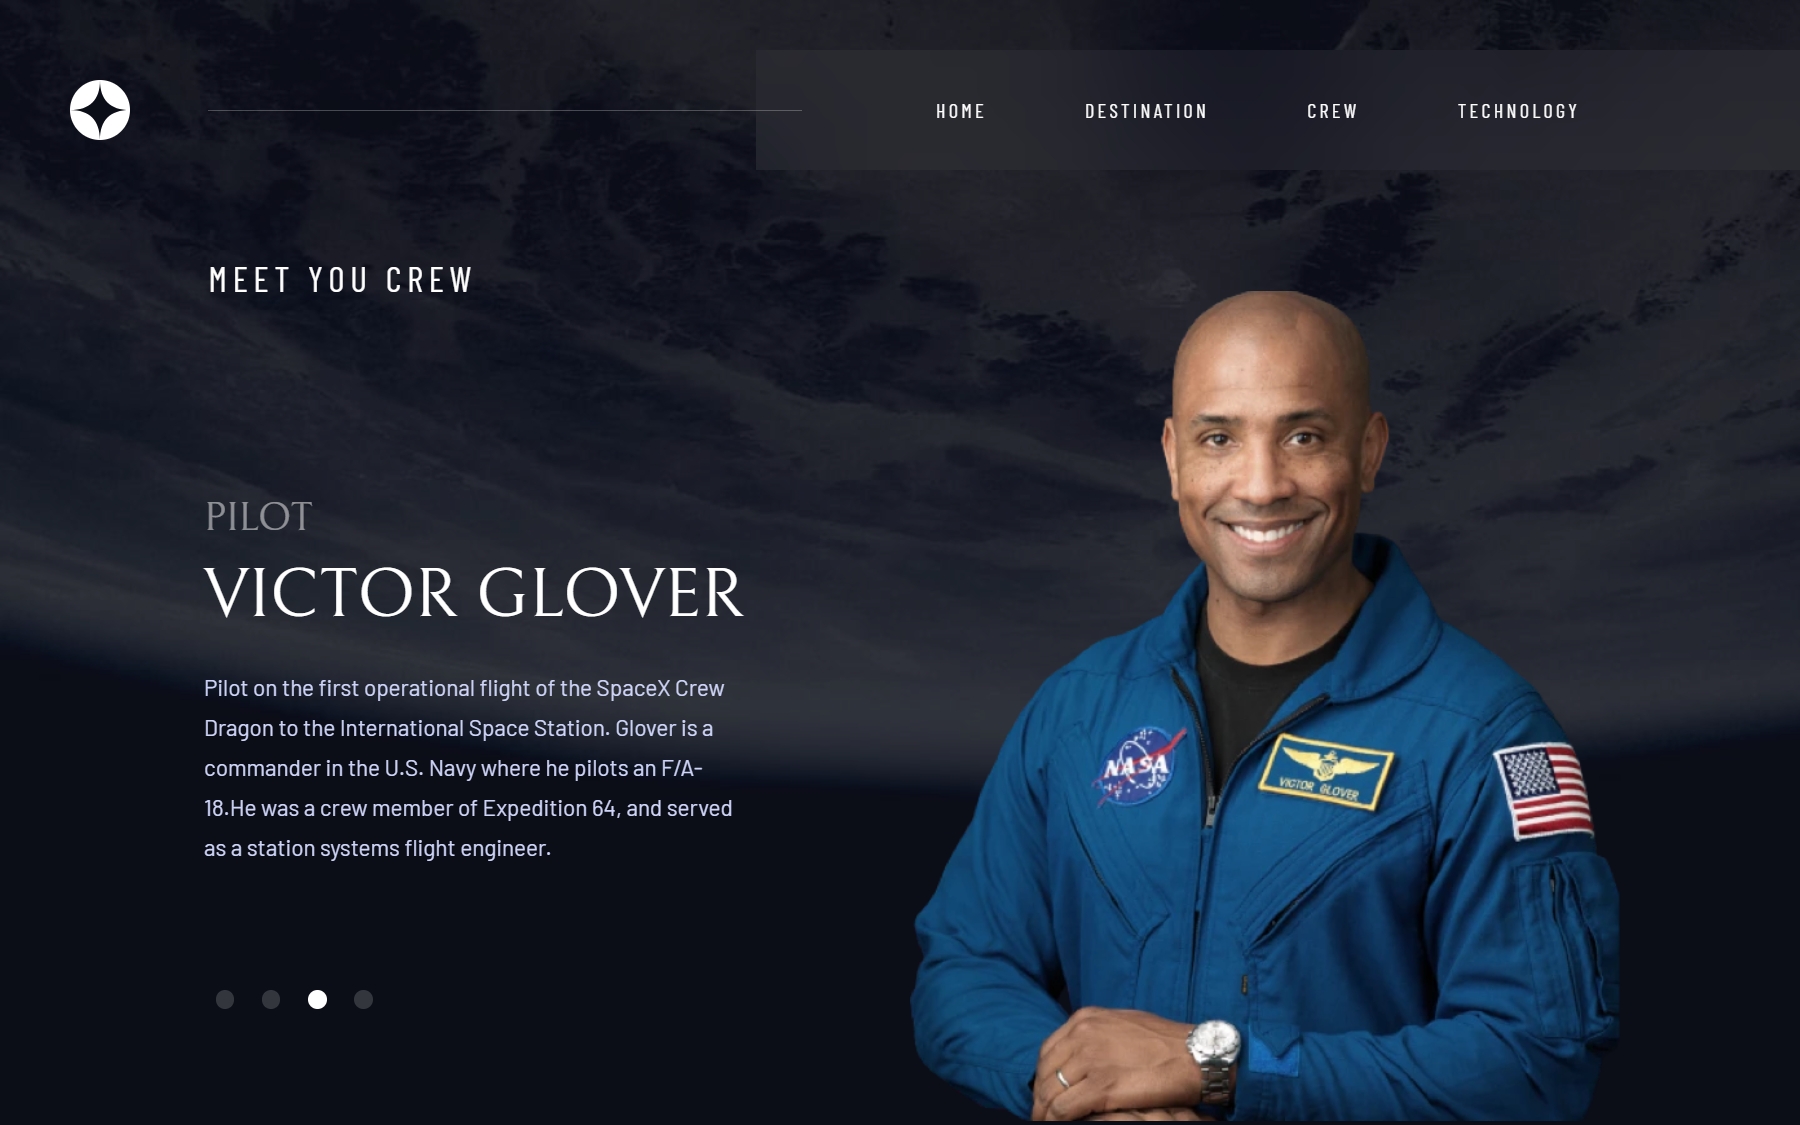 HOME DESTINATION CREW TECHNOLOGY
MEET YOU CREW
PILOT
VICTOR GLOVER
Pilot on the first operational flight of the SpaceX Crew
Dragon to the International Space Station. Glover is a
commander in the U.S. Navy where he pilots an F/A-
18.He was a crew member of Expedition 64, and served
as a station systems flight engineer.
NASA
VICTOR GLOVER